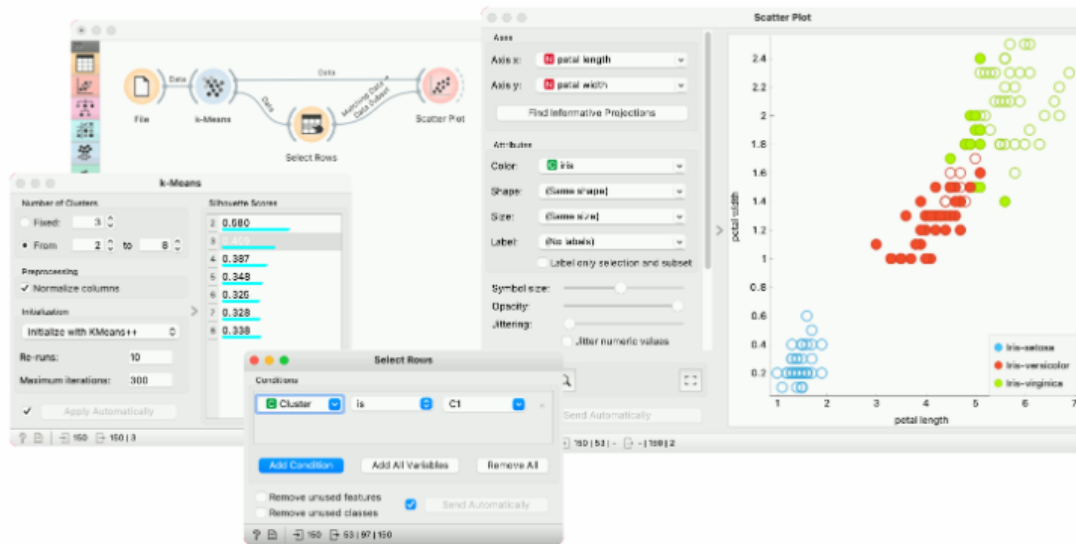 Data
Data
Matching Data
Data Subset
File
k-Means
Select Rows
Scatter Plot
k-Means
Number of Clusters
Fixed: 3
From 2 to 8
Preprocessing
Normalize columns
Initialization
Initialize with KMeans++
Re-runs: 10
Maximum iterations: 300
Apply Automatically
150 150 | 3
Silhouette Scores
2 0.580
3
4 0.387
5 0.348
6 0.325
7 0.328
8 0.338
Select Rows
Conditions
C Cluster is C1
Add Condition Add All Variables Remove All
Remove unused features
Remove unused classes
Send Automatically
150 53 | 97 | 150
Scatter Plot
Axes
Axis x: N petal length
Axis y: N petal width
Find Informative Projections
Attributes
Color: C iris
Shape: (Same shape)
Size: (Same size)
Label: (No labels)
Label only selection and subset
Symbol size:
Opacity:
Jittering:
Jitter numeric values
Send Automatically
150 | 53 | - - | 150 | 2
petal width
2.4
2.2
2
1.8
1.6
1.4
1.2
1
0.8
0.6
0.4
0.2
1 2 3 4 5 6 7
petal length
Iris-setosa
Iris-versicolor
Iris-virginica